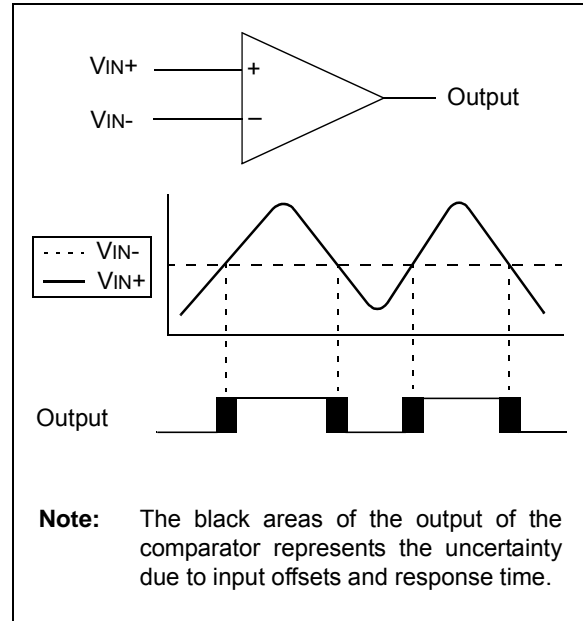 VIN+
+
Output
VIN-
–
VIN-
VIN+
Output
Note: The black areas of the output of the
comparator represents the uncertainty
due to input offsets and response time.